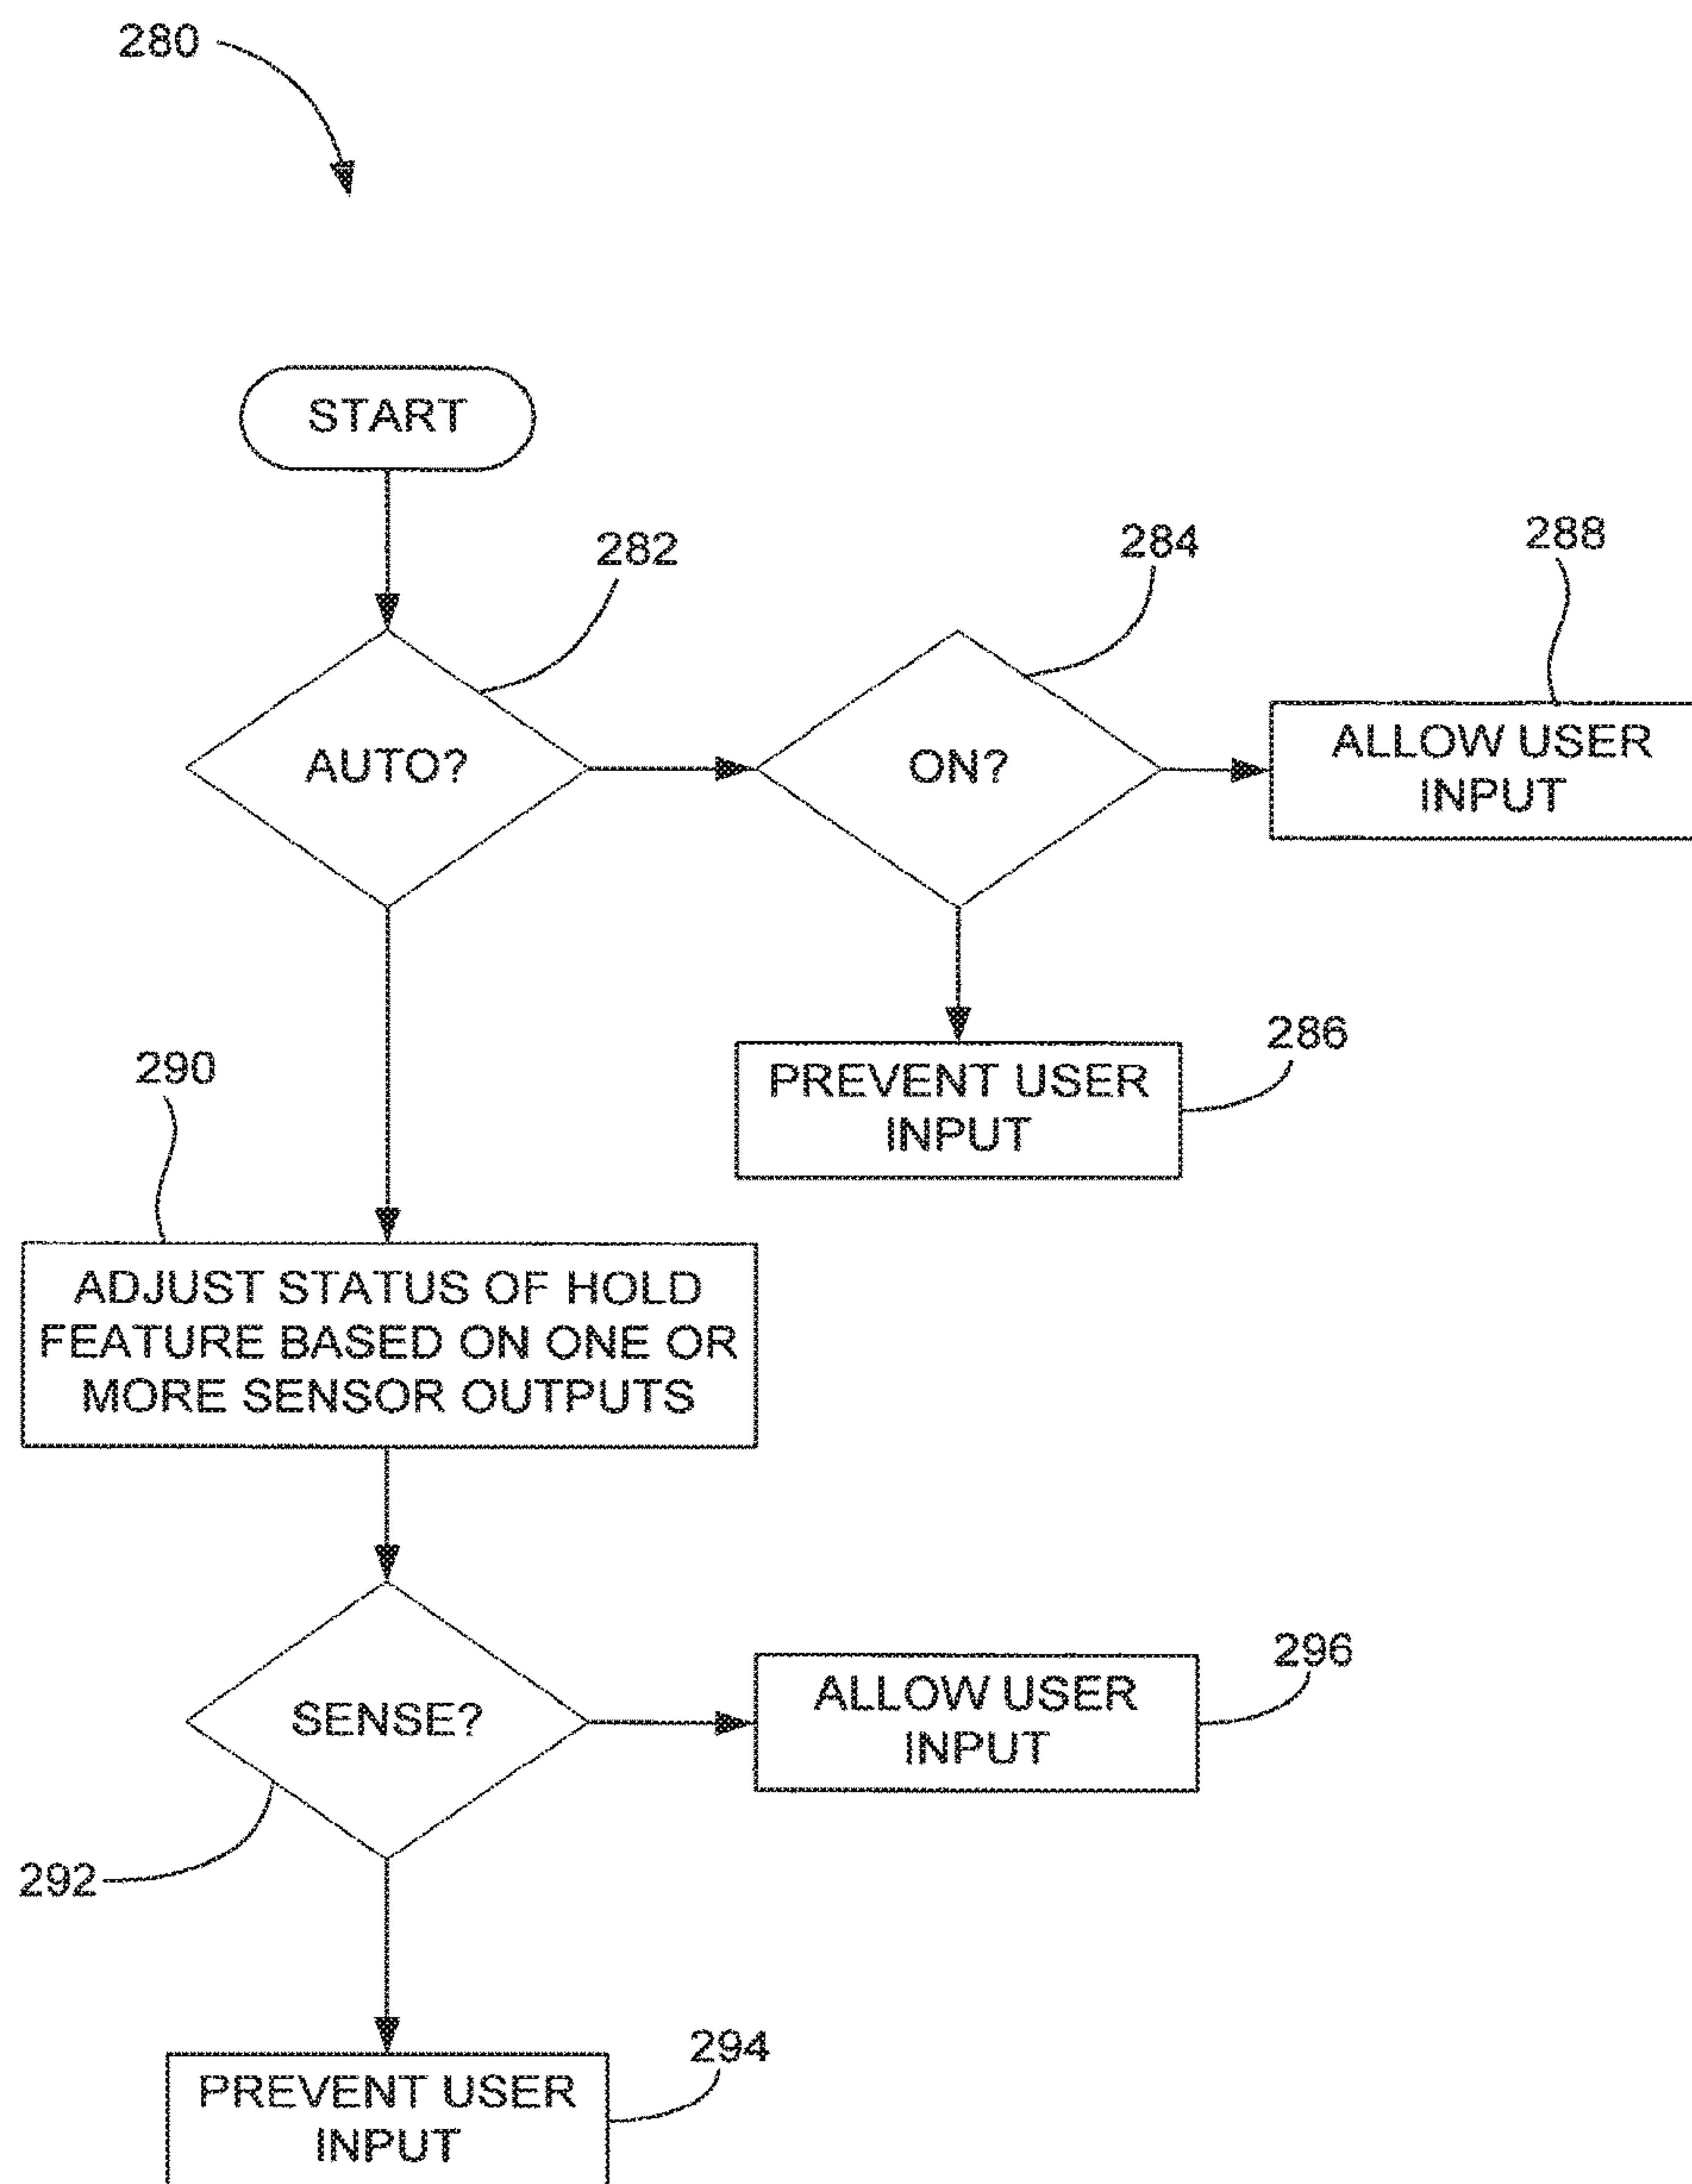 280
START
282
284
288
AUTO?
ON?
ALLOW USER
INPUT
286
PREVENT USER
INPUT
290
ADJUST STATUS OF HOLD
FEATURE BASED ON ONE OR
MORE SENSOR OUTPUTS
SENSE?
296
ALLOW USER
INPUT
292
294
PREVENT USER
INPUT